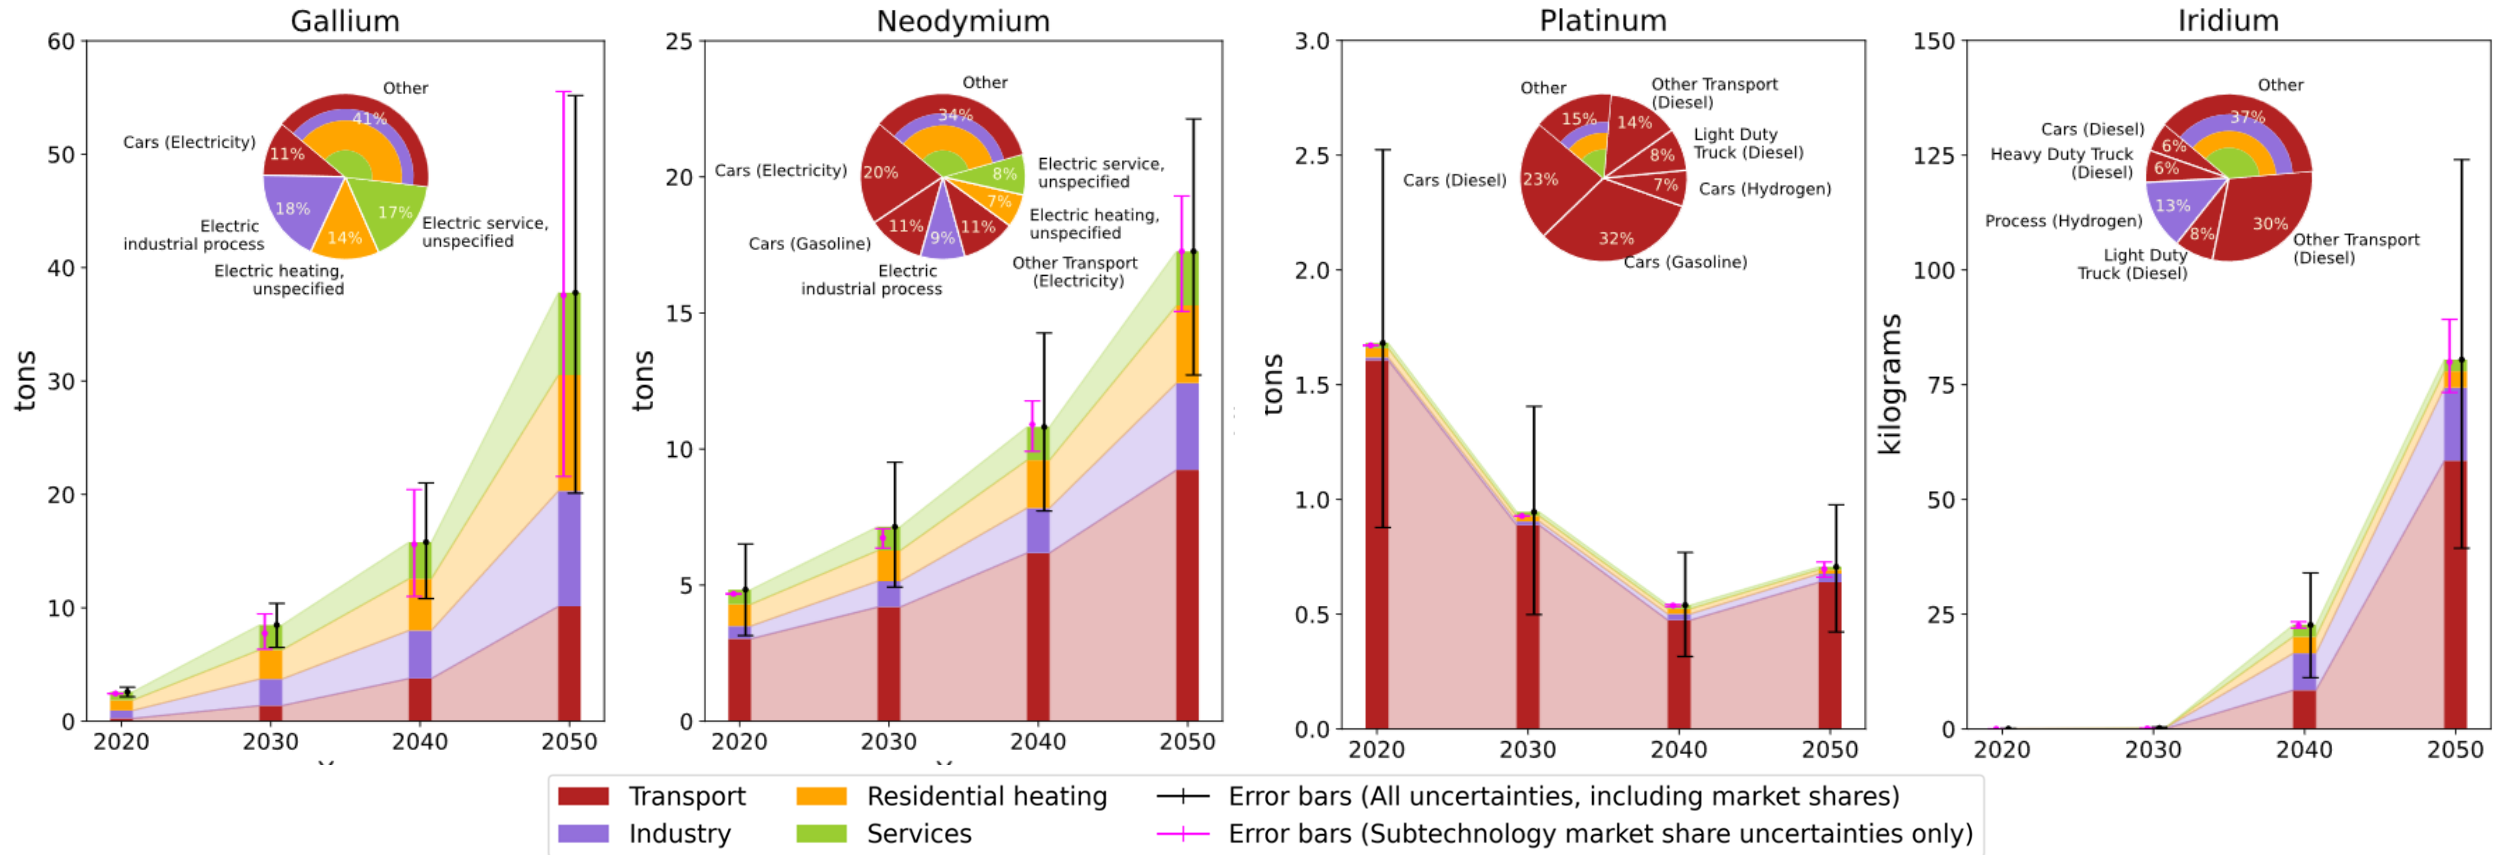 Gallium
60
50
40
30
20
10
0
tons
2020
2030
2040
2050
Other
41%
Cars (Electricity)
11%
18%
Electric
industrial process
14%
Electric heating,
unspecified
17%
Electric service,
unspecified
Neodymium
25
20
15
10
5
0
tons
2020
2030
2040
2050
Other
34%
Cars (Electricity)
20%
Cars (Gasoline)
11%
9%
Electric
industrial process
11%
Other Transport
(Electricity)
7%
Electric heating,
unspecified
8%
Electric service,
unspecified
Platinum
3.0
2.5
2.0
1.5
1.0
0.5
0.0
tons
2020
2030
2040
2050
Other
15%
Other Transport
(Diesel)
14%
Light Duty
Truck (Diesel)
8%
Cars (Hydrogen)
7%
Cars (Diesel)
23%
32%
Cars (Gasoline)
Iridium
150
125
100
75
50
25
0
kilograms
2020
2030
2040
2050
Other
37%
Cars (Diesel)
6%
Heavy Duty Truck
(Diesel)
6%
Process (Hydrogen)
13%
Light Duty
Truck (Diesel)
8%
30%
Other Transport
(Diesel)
Transport
Industry
Residential heating
Services
Error bars (All uncertainties, including market shares)
Error bars (Subtechnology market share uncertainties only)